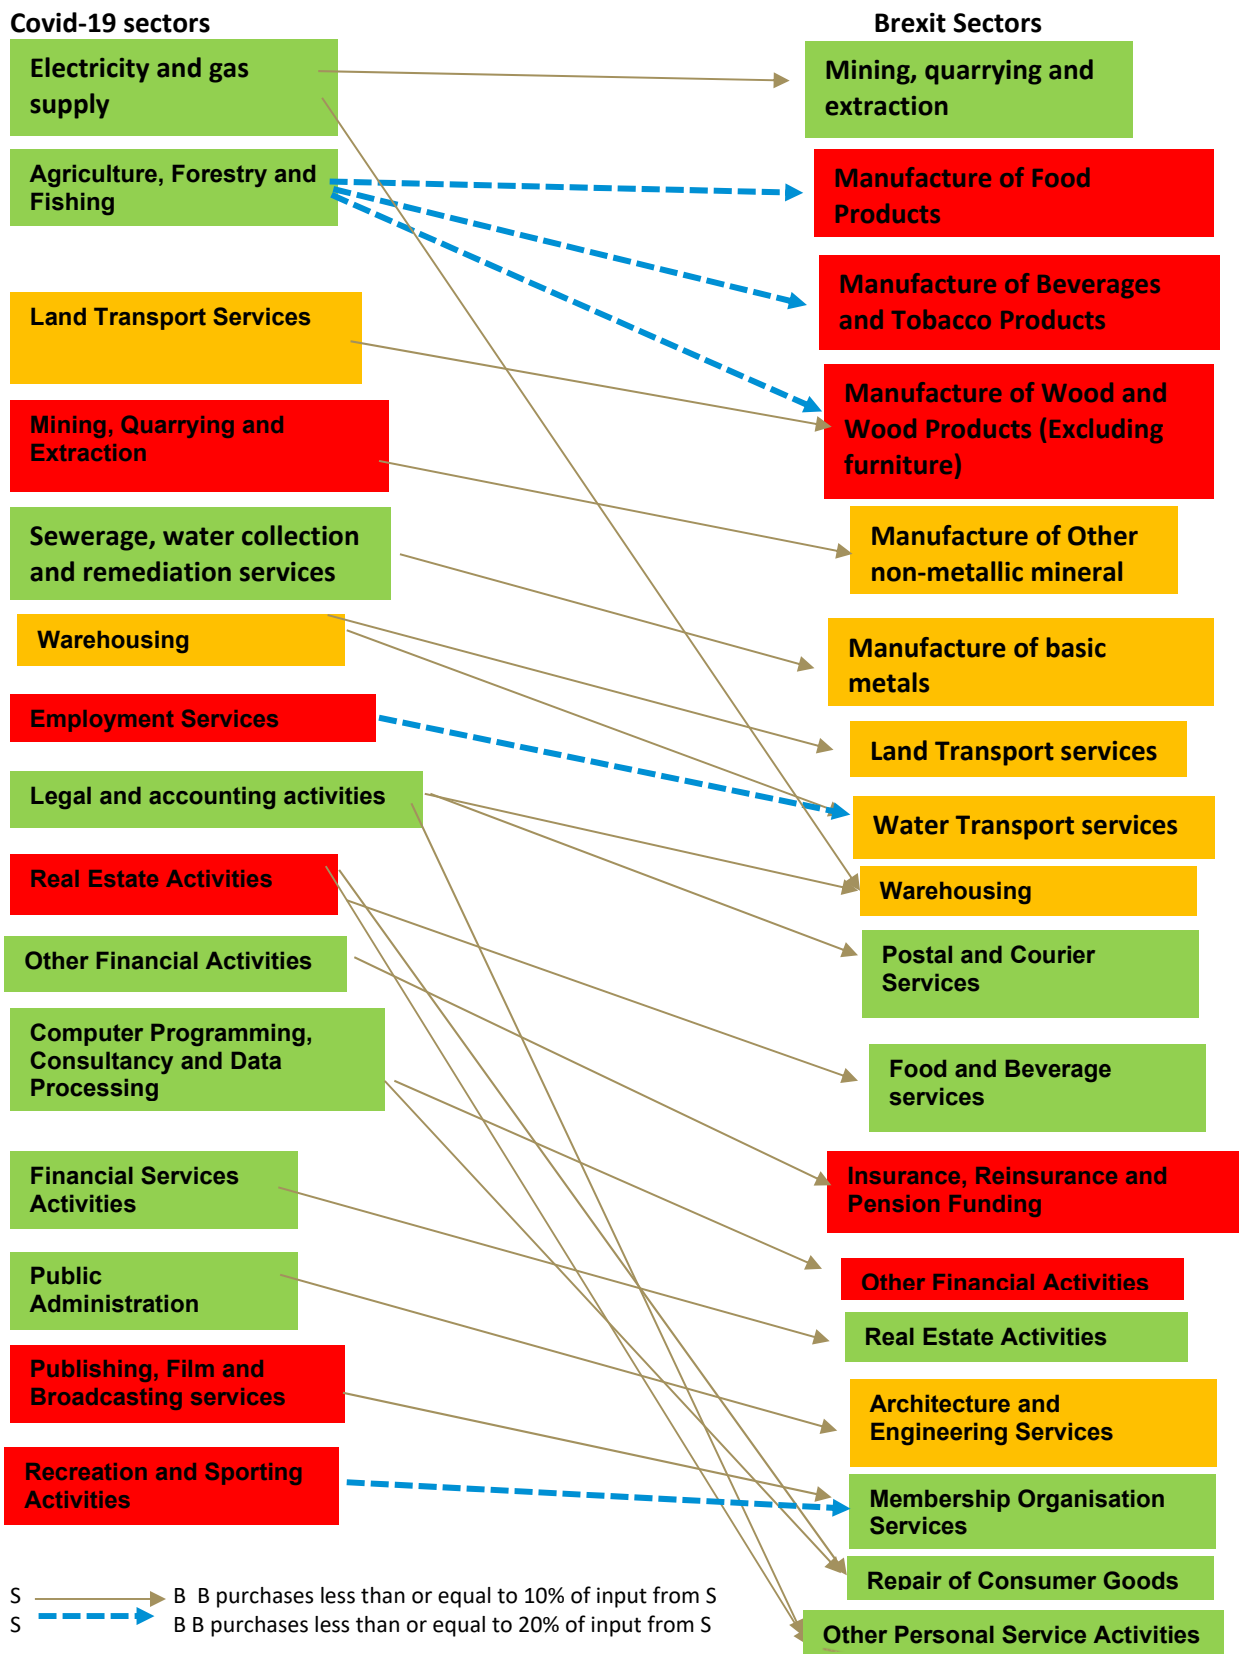 Covid-19 sectors
Brexit Sectors
Electricity and gas
supply
Agriculture, Forestry and
Fishing
Land Transport Services
Mining, Quarrying and
Extraction
Sewerage, water collection
and remediation services
Warehousing
Employment Services
Legal and accounting activities
Real Estate Activities
Other Financial Activities
Computer Programming,
Consultancy and Data
Processing
Financial Services
Activities
Public
Administration
Publishing, Film and
Broadcasting services
Recreation and Sporting
Activities
Mining, quarrying and
extraction
Manufacture of Food
Products
Manufacture of Beverages
and Tobacco Products
Manufacture of Wood and
Wood Products (Excluding
furniture)
Manufacture of Other
non-metallic mineral
Manufacture of basic
metals
Land Transport services
Water Transport services
Warehousing
Postal and Courier
Services
Food and Beverage
services
Insurance, Reinsurance and
Pension Funding
Other Financial Activities
Real Estate Activities
Architecture and
Engineering Services
Membership Organisation
Services
Repair of Consumer Goods
Other Personal Service Activities
S B B purchases less than or equal to 10% of input from S
S B B purchases less than or equal to 20% of input from S